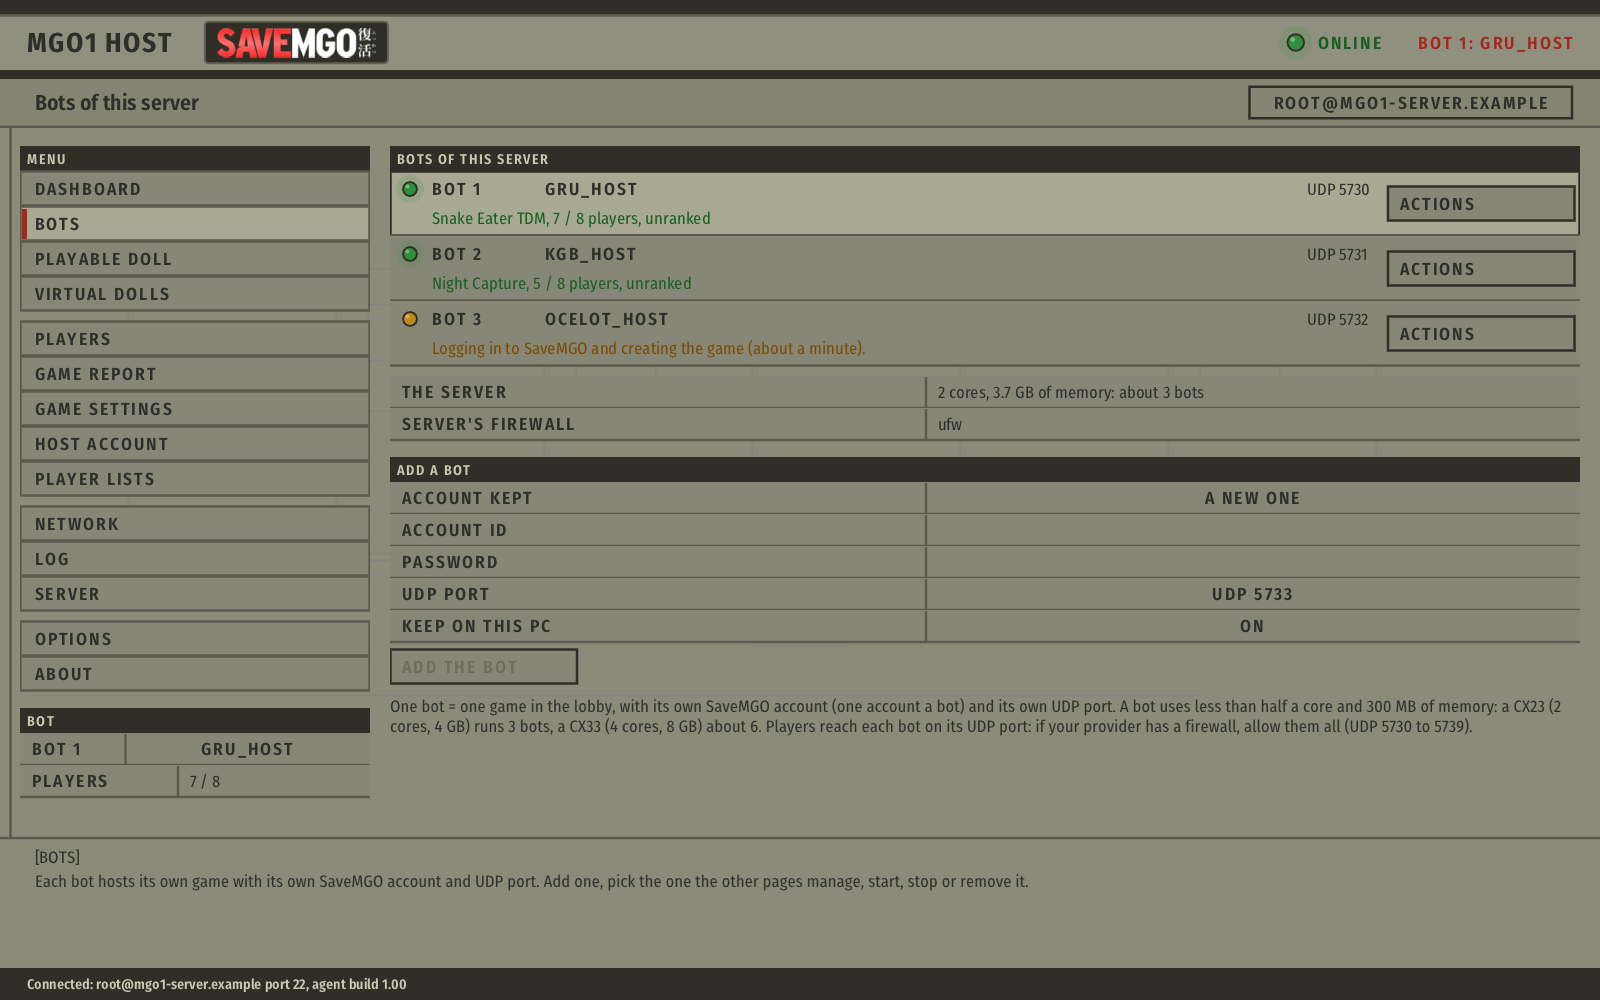 MGO1 HOST
SAVEMGO 復活
ONLINE
BOT 1: GRU_HOST
Bots of this server
ROOT@MGO1-SERVER.EXAMPLE
MENU
DASHBOARD
BOTS
PLAYABLE DOLL
VIRTUAL DOLLS
PLAYERS
GAME REPORT
GAME SETTINGS
HOST ACCOUNT
PLAYER LISTS
NETWORK
LOG
SERVER
OPTIONS
ABOUT
BOT
BOT 1 GRU_HOST
PLAYERS 7 / 8
BOTS OF THIS SERVER
BOT 1 GRU_HOST UDP 5730
Snake Eater TDM, 7 / 8 players, unranked
ACTIONS
BOT 2 KGB_HOST UDP 5731
Night Capture, 5 / 8 players, unranked
ACTIONS
BOT 3 OCELOT_HOST UDP 5732
Logging in to SaveMGO and creating the game (about a minute).
ACTIONS
THE SERVER 2 cores, 3.7 GB of memory: about 3 bots
SERVER'S FIREWALL ufw
ADD A BOT
ACCOUNT KEPT A NEW ONE
ACCOUNT ID
PASSWORD
UDP PORT UDP 5733
KEEP ON THIS PC ON
ADD THE BOT
One bot = one game in the lobby, with its own SaveMGO account (one account a bot) and its own UDP port. A bot uses less than half a core and 300 MB of memory: a CX23 (2
cores, 4 GB) runs 3 bots, a CX33 (4 cores, 8 GB) about 6. Players reach each bot on its UDP port: if your provider has a firewall, allow them all (UDP 5730 to 5739).
[BOTS]
Each bot hosts its own game with its own SaveMGO account and UDP port. Add one, pick the one the other pages manage, start, stop or remove it.
Connected: root@mgo1-server.example port 22, agent build 1.00